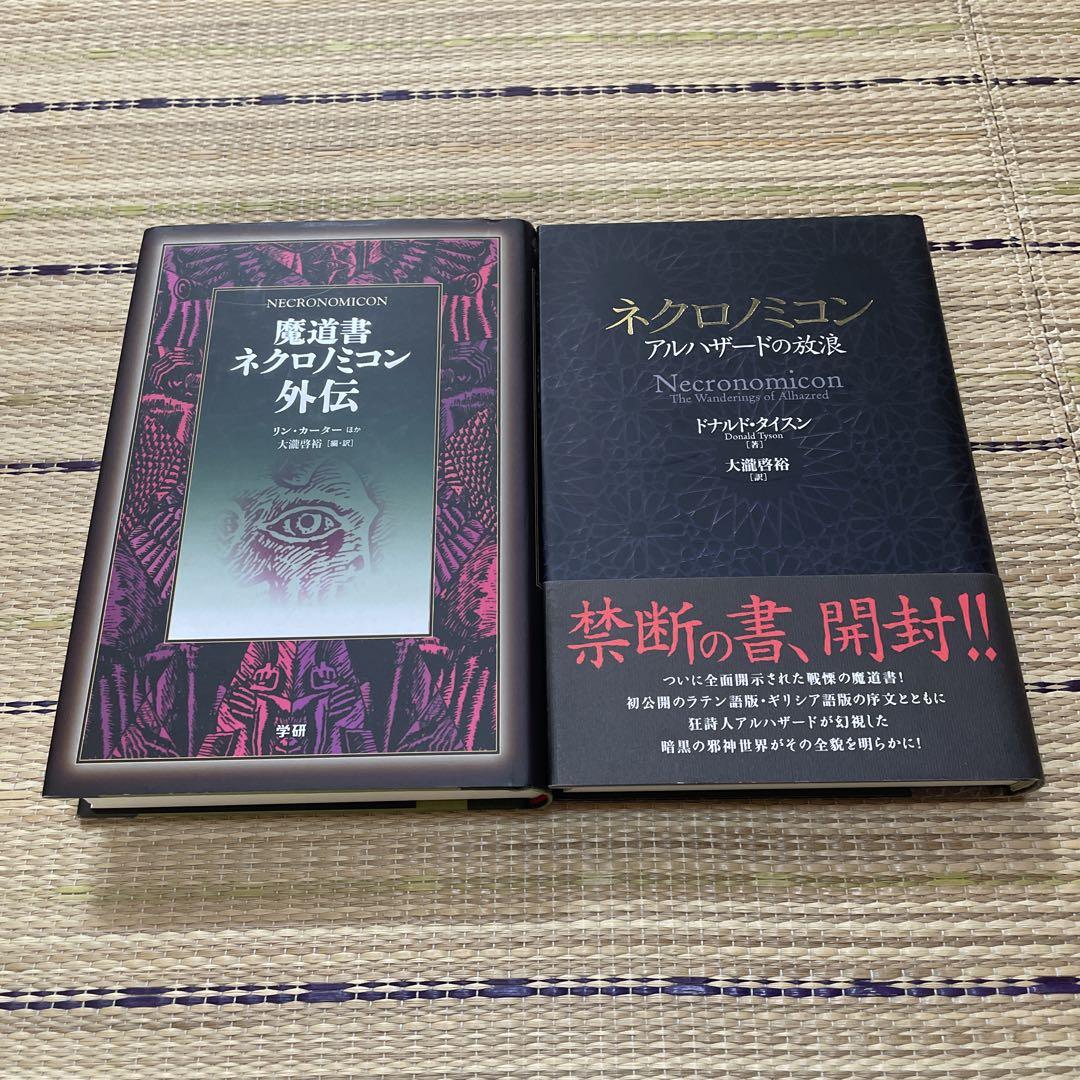 NECRONOMICON
魔道書
ネクロノミコン
外伝
リン・カーター ほか
大瀧啓裕 [編・訳]
学研
ネクロノミコン
アルハザードの放浪
Necronomicon
The Wanderings of Alhazred
ドナルド・タイスン
Donald Tyson
[著]
大瀧啓裕
[訳]
禁断の書、開封!!
ついに全面開示された戦慄の魔道書!
初公開のラテン語版・ギリシア語版の序文とともに
狂詩人アルハザードが幻視した
暗黒の邪神世界がその全貌を明らかに!